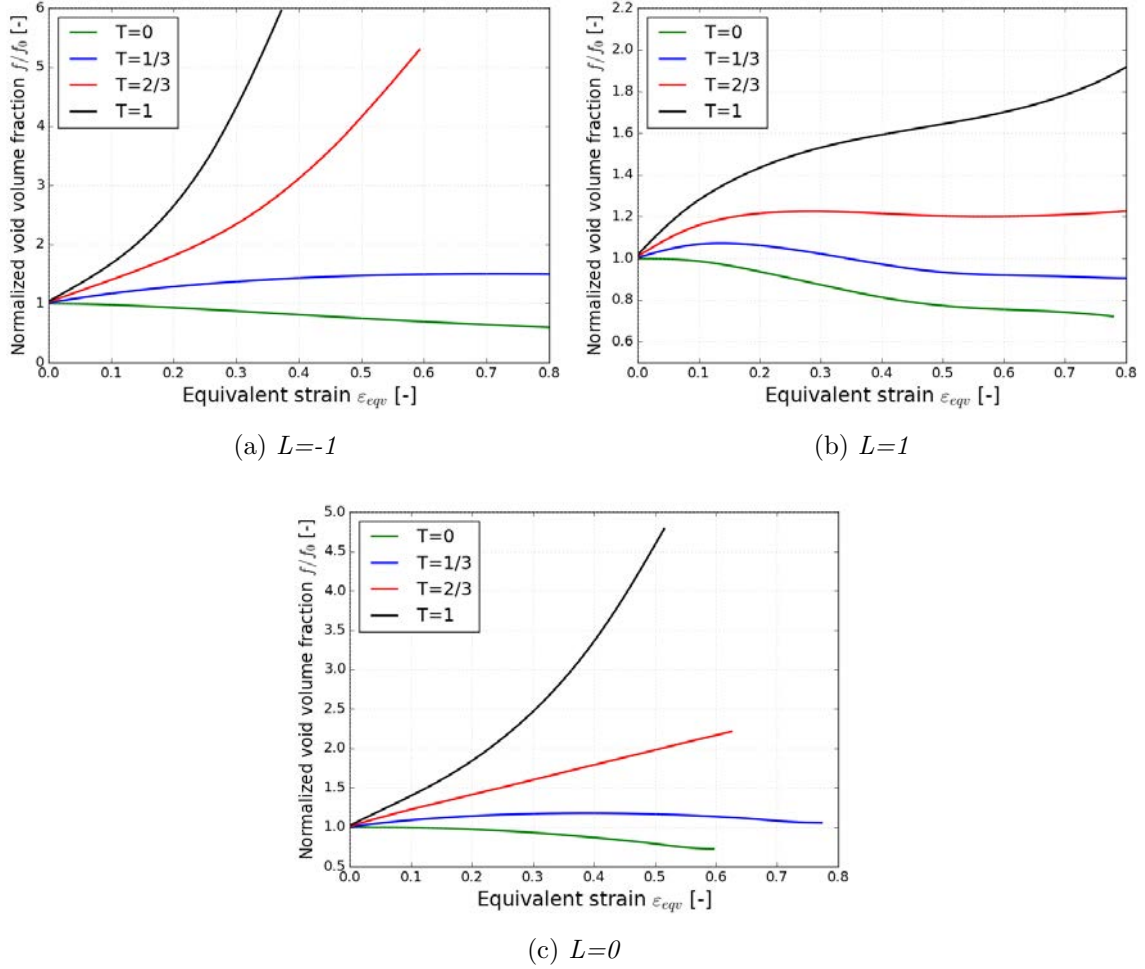 Normalized void volume fraction f/f₀ [-]
6
5
4
3
2
1
0
T=0
T=1/3
T=2/3
T=1
0.0 0.1 0.2 0.3 0.4 0.5 0.6 0.7 0.8
Equivalent strain εeqv [-]
(a) L=-1
Normalized void volume fraction f/f₀ [-]
2.2
2.0
1.8
1.6
1.4
1.2
1.0
0.8
0.6
T=0
T=1/3
T=2/3
T=1
0.0 0.1 0.2 0.3 0.4 0.5 0.6 0.7 0.8
Equivalent strain εeqv [-]
(b) L=1
Normalized void volume fraction f/f₀ [-]
5.0
4.5
4.0
3.5
3.0
2.5
2.0
1.5
1.0
0.5
T=0
T=1/3
T=2/3
T=1
0.0 0.1 0.2 0.3 0.4 0.5 0.6 0.7 0.8
Equivalent strain εeqv [-]
(c) L=0